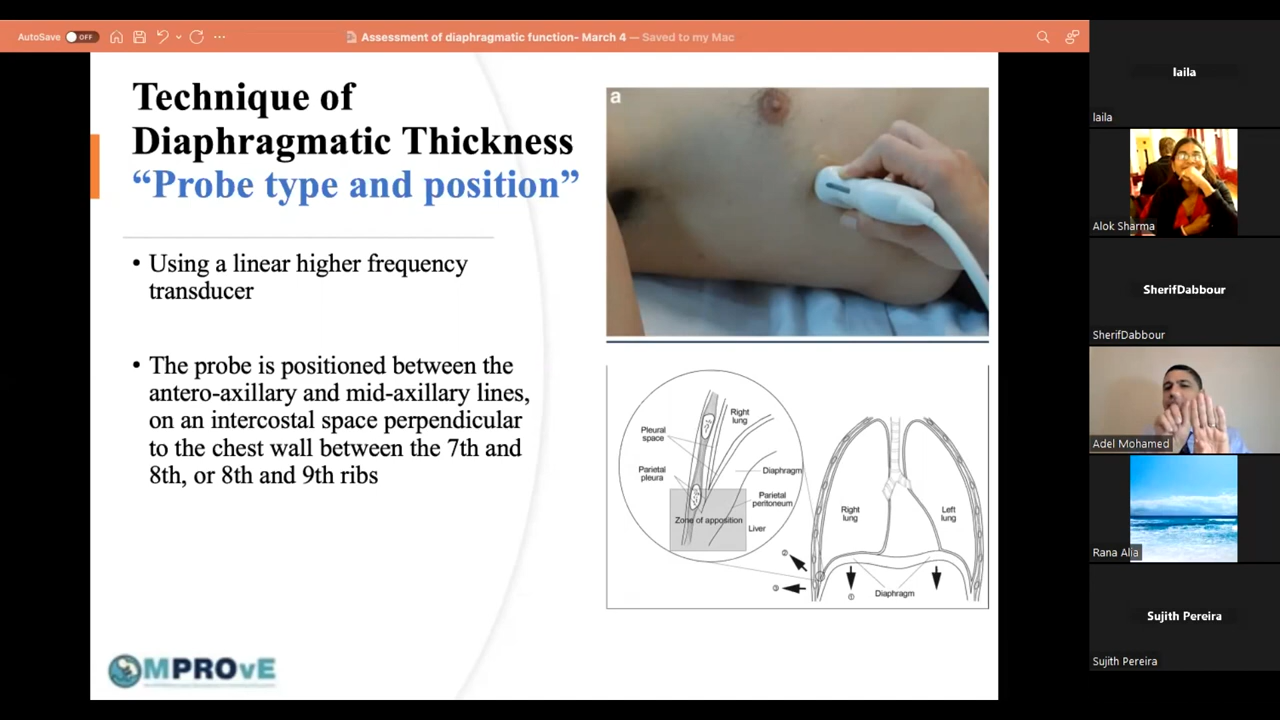 AutoSave OFF
Assessment of diaphragmatic function- March 4 — Saved to my Mac
Technique of
Diaphragmatic Thickness
“Probe type and position”
• Using a linear higher frequency
transducer
• The probe is positioned between the
antero-axillary and mid-axillary lines,
on an intercostal space perpendicular
to the chest wall between the 7th and
8th, or 8th and 9th ribs
MPROvE
a
Right
lung
Pleural
space
Parietal
pleura
Diaphragm
Parietal
peritoneum
Zone of apposition
Liver
Right
lung
Left
lung
②
③
①
Diaphragm
laila
laila
Alok Sharma
SherifDabbour
SherifDabbour
Adel Mohamed
Rana Alia
Sujith Pereira
Sujith Pereira